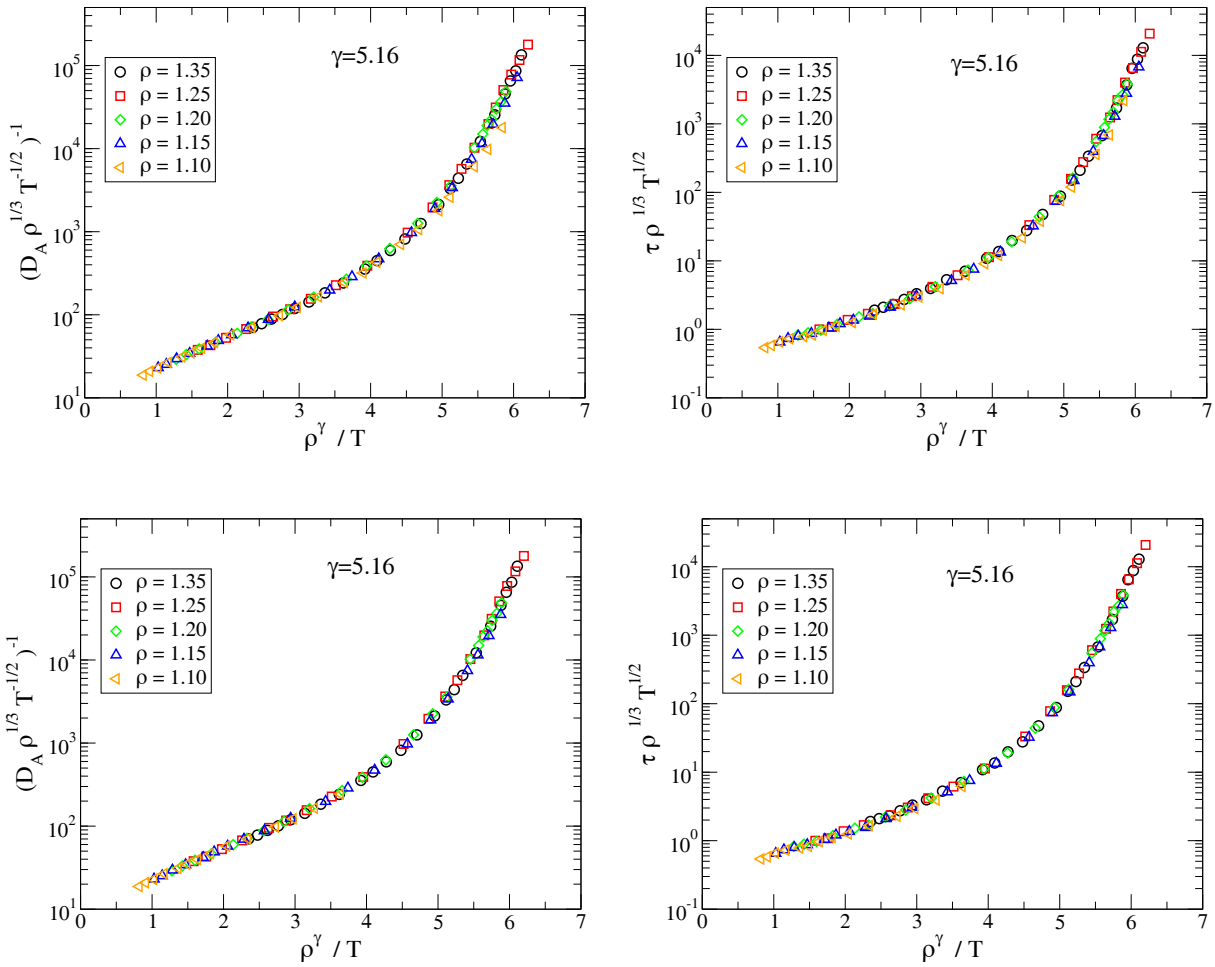 10^5
10^4
10^3
10^2
10^1
(D_A ρ^{1/3} T^{-1/2})^{-1}
γ=5.16
ρ = 1.35
ρ = 1.25
ρ = 1.20
ρ = 1.15
ρ = 1.10
0 1 2 3 4 5 6 7
ρ^γ / T
10^4
10^3
10^2
10^1
10^0
10^{-1}
τ ρ^{1/3} T^{1/2}
γ=5.16
ρ = 1.35
ρ = 1.25
ρ = 1.20
ρ = 1.15
ρ = 1.10
0 1 2 3 4 5 6 7
ρ^γ / T
10^5
10^4
10^3
10^2
10^1
(D_A ρ^{1/3} T^{-1/2})^{-1}
γ=5.16
ρ = 1.35
ρ = 1.25
ρ = 1.20
ρ = 1.15
ρ = 1.10
0 1 2 3 4 5 6 7
ρ^γ / T
10^4
10^3
10^2
10^1
10^0
10^{-1}
τ ρ^{1/3} T^{1/2}
γ=5.16
ρ = 1.35
ρ = 1.25
ρ = 1.20
ρ = 1.15
ρ = 1.10
0 1 2 3 4 5 6 7
ρ^γ / T